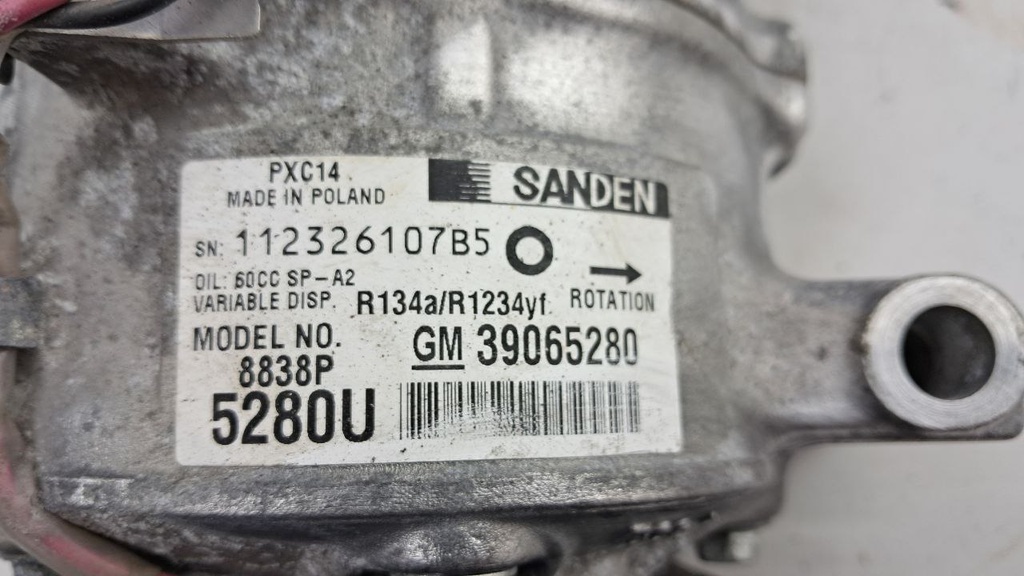 PXC14
MADE IN POLAND
SANDEN
SN: 112326107B5
OIL: 60CC SP-A2
VARIABLE DISP. R134a/R1234yf
ROTATION
MODEL NO.
8838P
GM 39065280
5280U